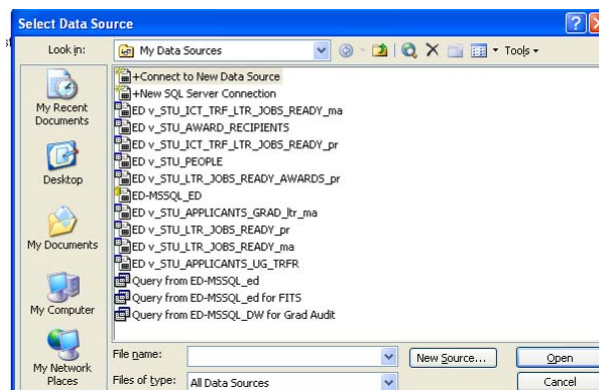 Select Data Source
Look in:
My Data Sources
Tools
+Connect to New Data Source
+New SQL Server Connection
ED v_STU_ICT_TRF_LTR_JOBS_READY_ma
ED v_STU_AWARD_RECIPIENTS
ED v_STU_ICT_TRF_LTR_JOBS_READY_pr
ED v_STU_PEOPLE
ED v_STU_LTR_JOBS_READY_AWARDS_pr
ED-MSSQL_ED
ED v_STU_APPLICANTS_GRAD_ltr_ma
ED v_STU_LTR_JOBS_READY_pr
ED v_STU_LTR_JOBS_READY_ma
ED v_STU_APPLICANTS_UG_TRFR
Query from ED-MSSQL_ed
Query from ED-MSSQL_ed for FITS
Query from ED-MSSQL_DW for Grad Audit
My Recent
Documents
Desktop
My Documents
My Computer
My Network
Places
File name:
New Source...
Open
Files of type:
All Data Sources
Cancel